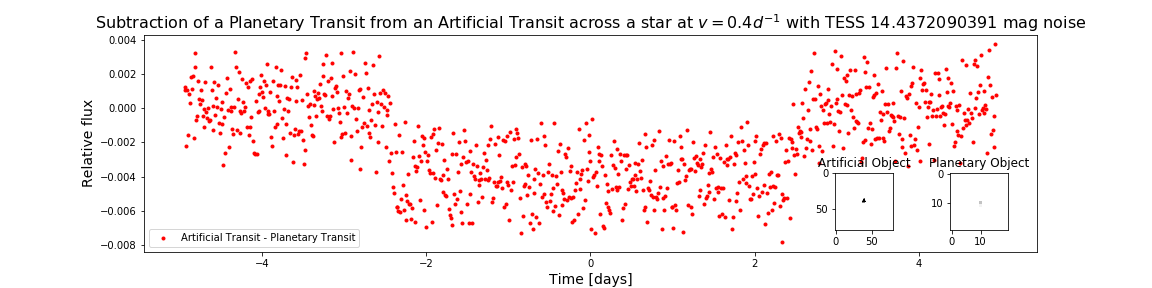 Subtraction of a Planetary Transit from an Artificial Transit across a star at v = 0.4d⁻¹ with TESS 14.4372090391 mag noise
0.004
0.002
0.000
−0.002
−0.004
−0.006
−0.008
Relative flux
Artificial Object
0
50
0 50
Planetary Object
0
10
0 10
Artificial Transit - Planetary Transit
−4 −2 0 2 4
Time [days]